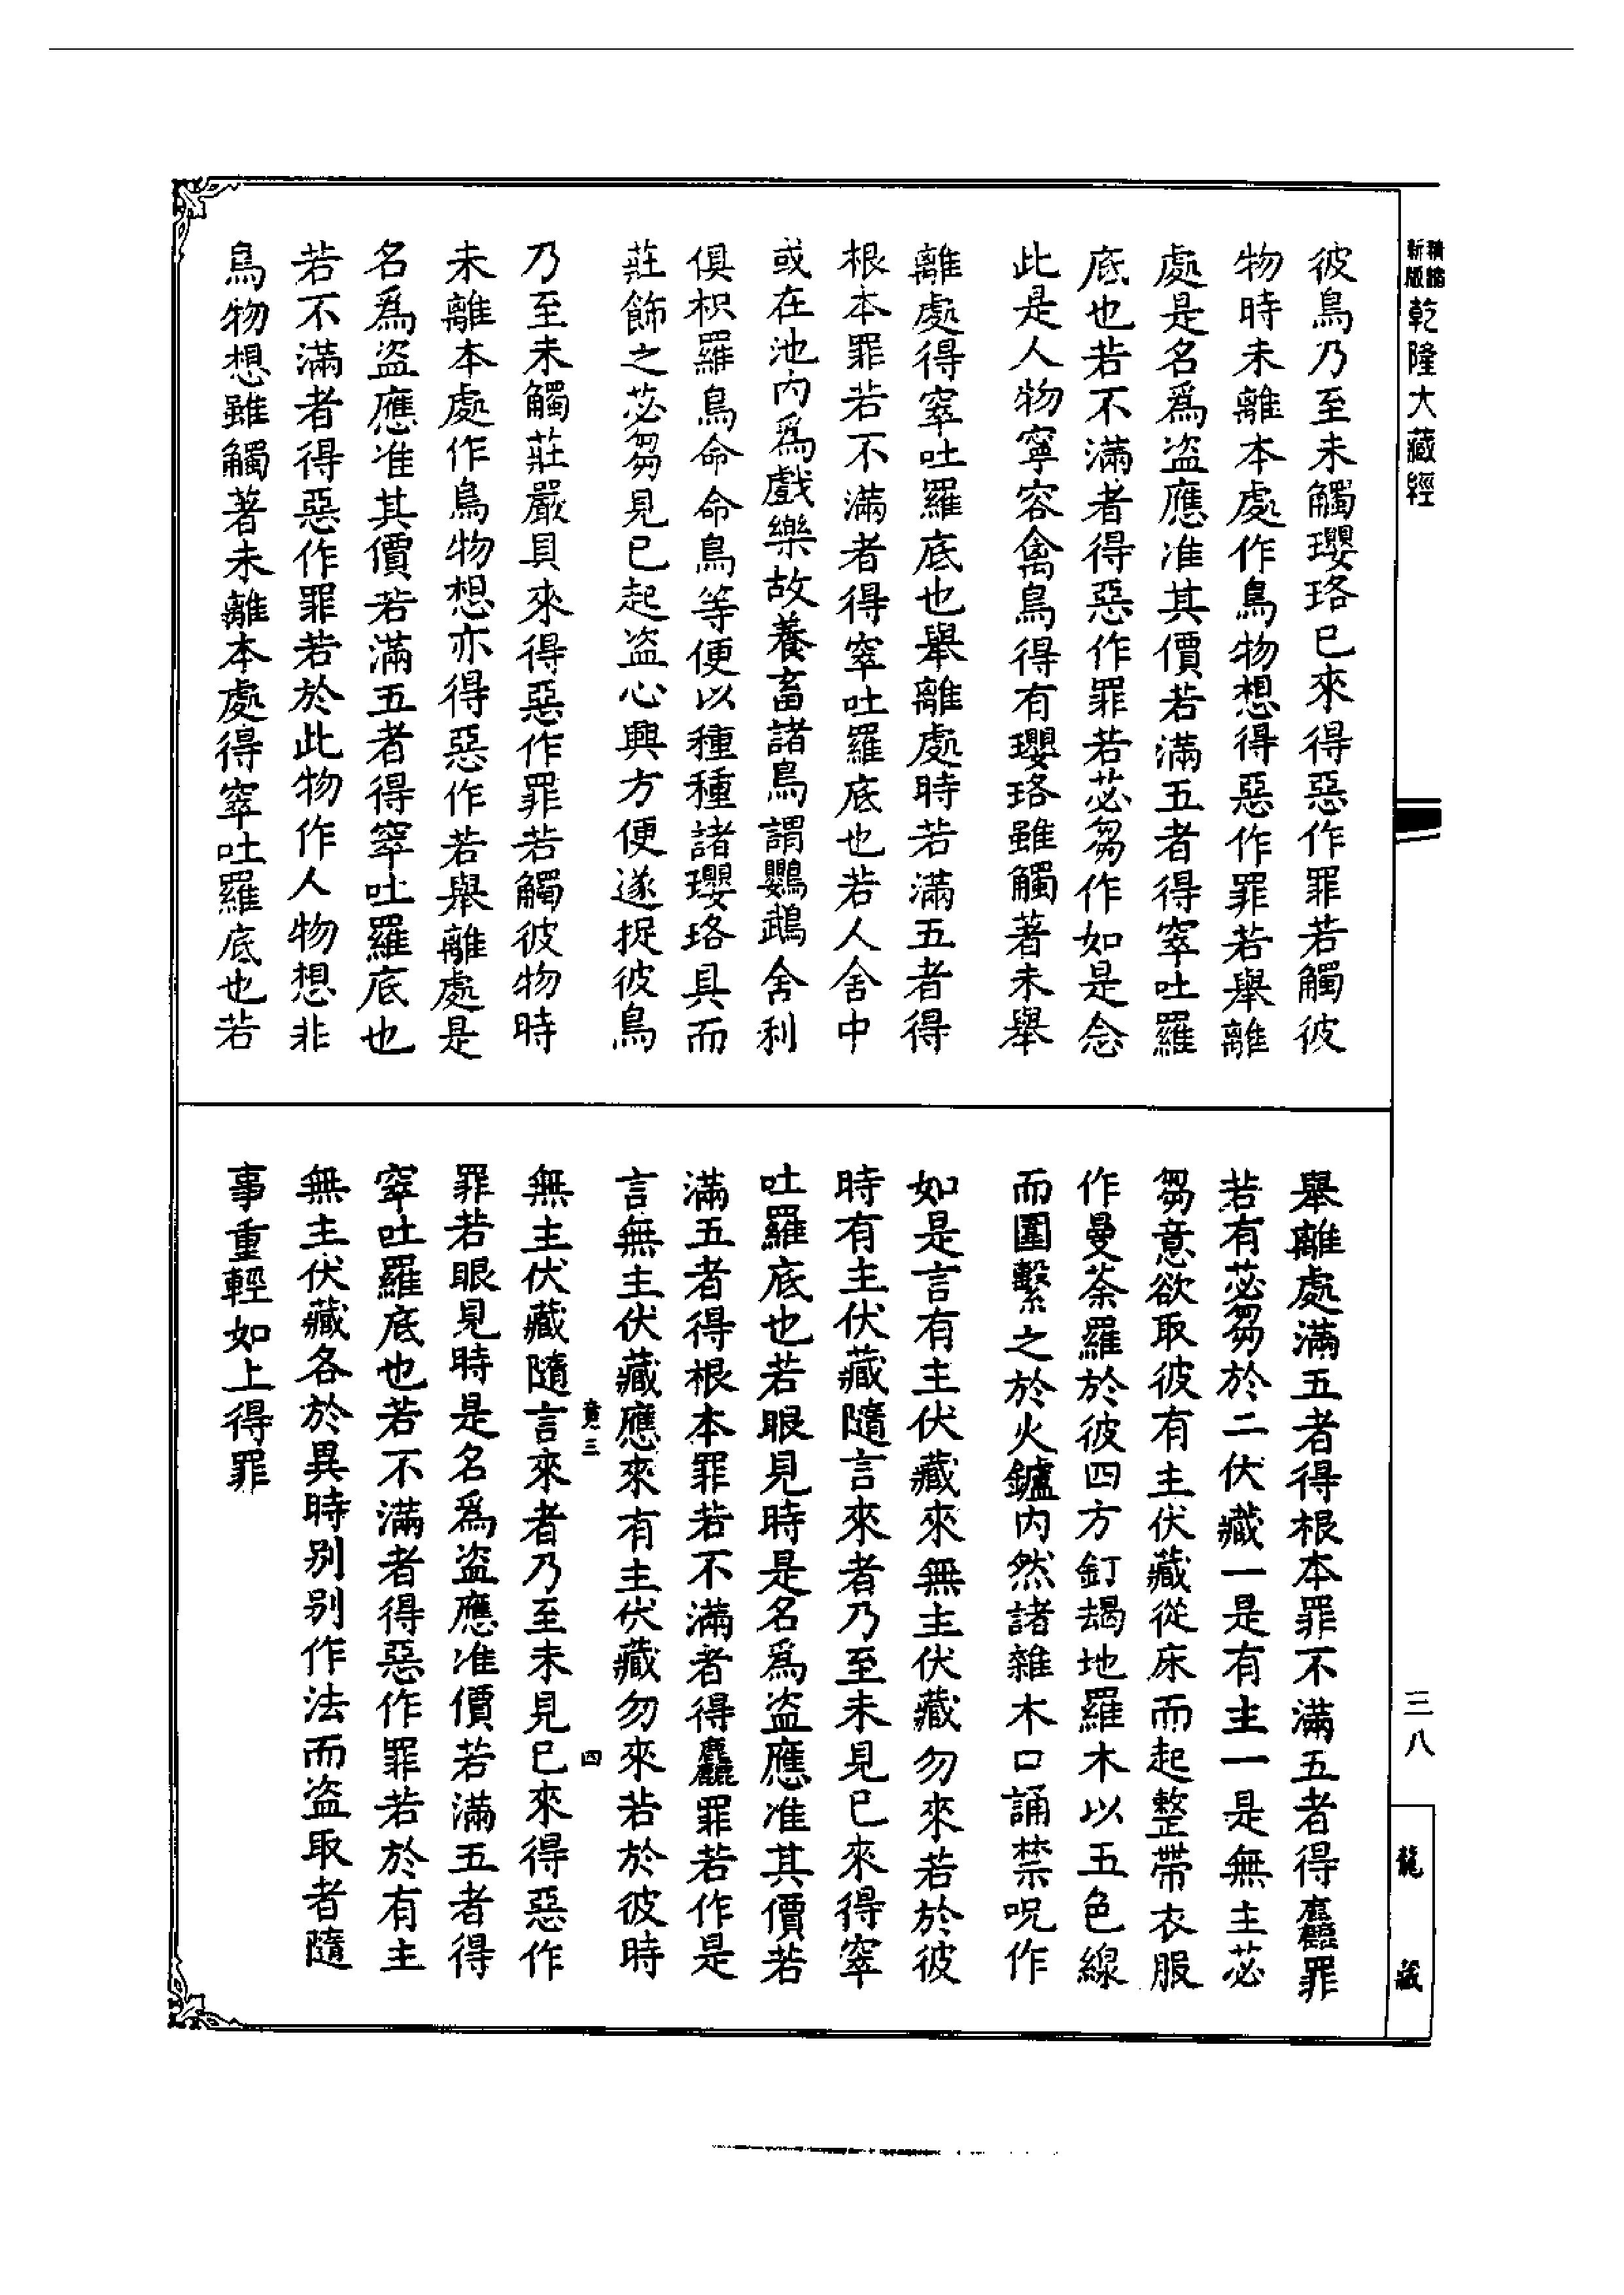 乾隆大藏經
彼鳥乃至未觸瓔珞已來得惡作罪若觸彼
物時未離本處作鳥物想得惡作罪若舉離
處是名爲盜應准其價若滿五者得窣吐羅
底也若不滿者得惡作罪若苾芻作如是念
此是人物寧容禽鳥得有瓔珞雖觸著未舉
離處得窣吐羅底也舉離處時若滿五者得
根本罪若不滿者得窣吐羅底也若人舍中
或在池內爲戲樂故養畜諸鳥謂鸚鵡舍利
俱枳羅鳥命命鳥等便以種種諸瓔珞具而
莊飾之苾芻見已起盜心興方便遂捉彼鳥
乃至未觸莊嚴具來得惡作罪若觸彼物時
未離本處作鳥物想亦得惡作若舉離處是
名爲盜應准其價若滿五者得窣吐羅底也
若不滿者得惡作罪若於此物作人物想非
鳥物想雖觸著未離本處得窣吐羅底也若
舉離處滿五者得根本罪不滿五者得麤罪
若有苾芻於二伏藏一是有主一是無主苾
芻意欲取彼有主伏藏從床而起整帶衣服
作曼荼羅於彼四方釘朅地羅木以五色線
而圍繫之於火鑪內然諸雜木口誦禁呪作
如是言有主伏藏來無主伏藏勿來若於彼
時有主伏藏隨言來者乃至未見已來得窣
吐羅底也若眼見時是名爲盜應准其價若
滿五者得根本罪若不滿者得麤罪若作是
言無主伏藏應來有主伏藏勿來若於彼時
無主伏藏隨言來者乃至未見已來得惡作
罪若眼見時是名爲盜應准價若滿五者得
窣吐羅底也若不滿者得惡作罪若於有主
無主伏藏各於異時別別作法而盜取者隨
事重輕如上得罪
三
四
三八
龍藏